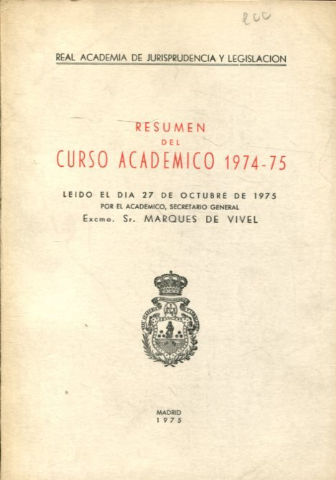 200
REAL ACADEMIA DE JURISPRUDENCIA Y LEGISLACION
RESUMEN
DEL
CURSO ACADEMICO 1974-75
LEIDO EL DIA 27 DE OCTUBRE DE 1975
POR EL ACADEMICO, SECRETARIO GENERAL
Excmo. Sr. MARQUES DE VIVEL
MADRID
1975